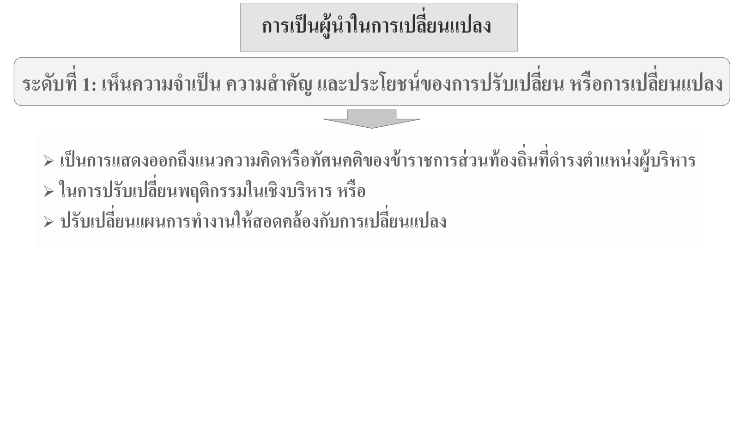 การเป็นผู้นำในการเปลี่ยนแปลง
ระดับที่ 1: เห็นความจำเป็น ความสำคัญ และประโยชน์ของการปรับเปลี่ยน หรือการเปลี่ยนแปลง
➢ เป็นการแสดงออกถึงแนวความคิดหรือทัศนคติของข้าราชการส่วนท้องถิ่นที่ดำรงตำแหน่งผู้บริหาร
➢ ในการปรับเปลี่ยนพฤติกรรมในเชิงบริหาร หรือ
➢ ปรับเปลี่ยนแผนการทำงานให้สอดคล้องกับการเปลี่ยนแปลง